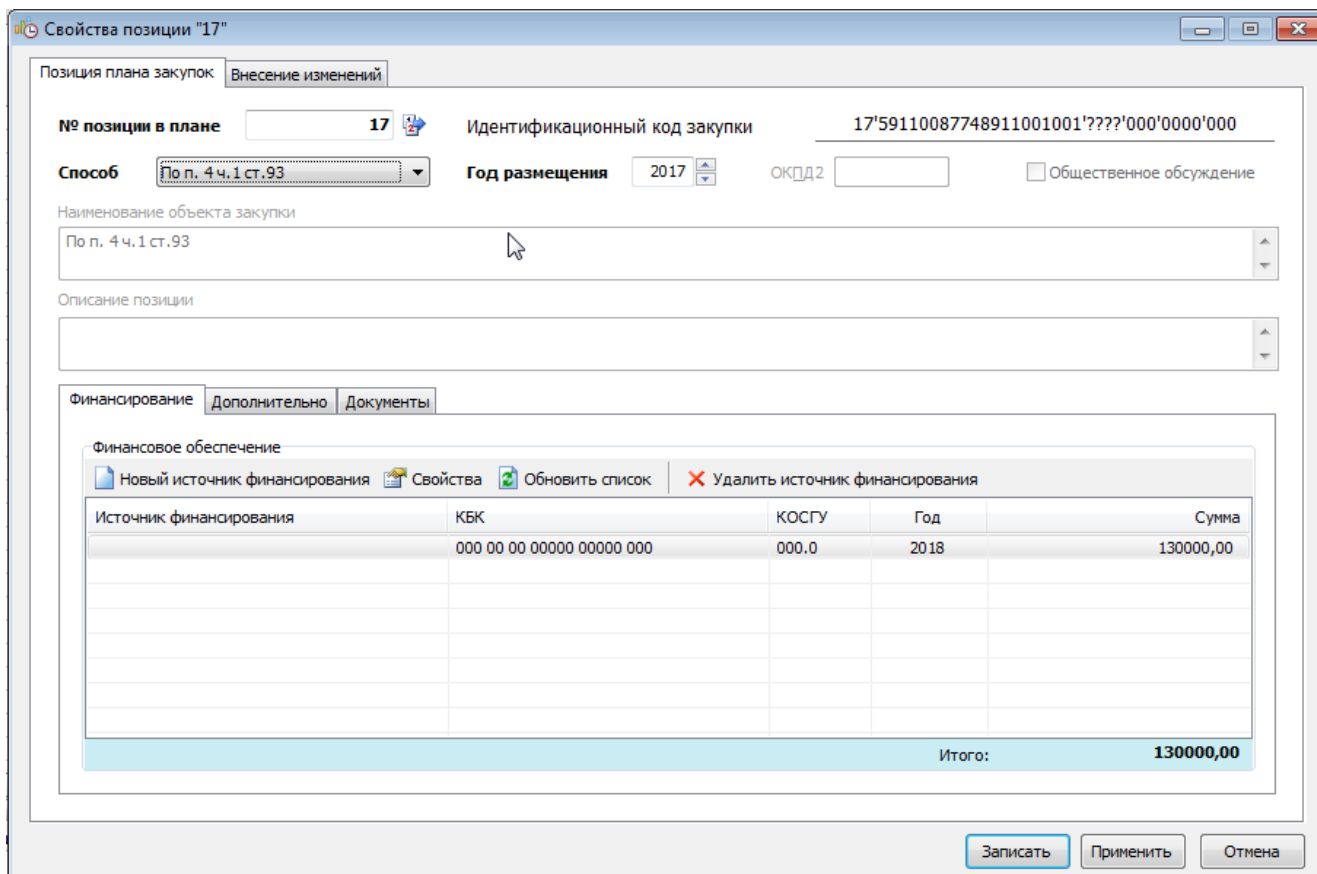 Свойства позиции "17"
Позиция плана закупок Внесение изменений
№ позиции в плане 17 Идентификационный код закупки 17'59110087748911001001'????'000'0000'000
Способ По п. 4 ч.1 ст.93 Год размещения 2017 ОКПД2 Общественное обсуждение
Наименование объекта закупки
По п. 4 ч.1 ст.93
Описание позиции
Финансирование Дополнительно Документы
Финансовое обеспечение
Новый источник финансирования Свойства Обновить список Удалить источник финансирования
Источник финансирования КБК КОСГУ Год Сумма
000 00 00 00000 00000 000 000.0 2018 130000,00
Итого: 130000,00
Записать Применить Отмена